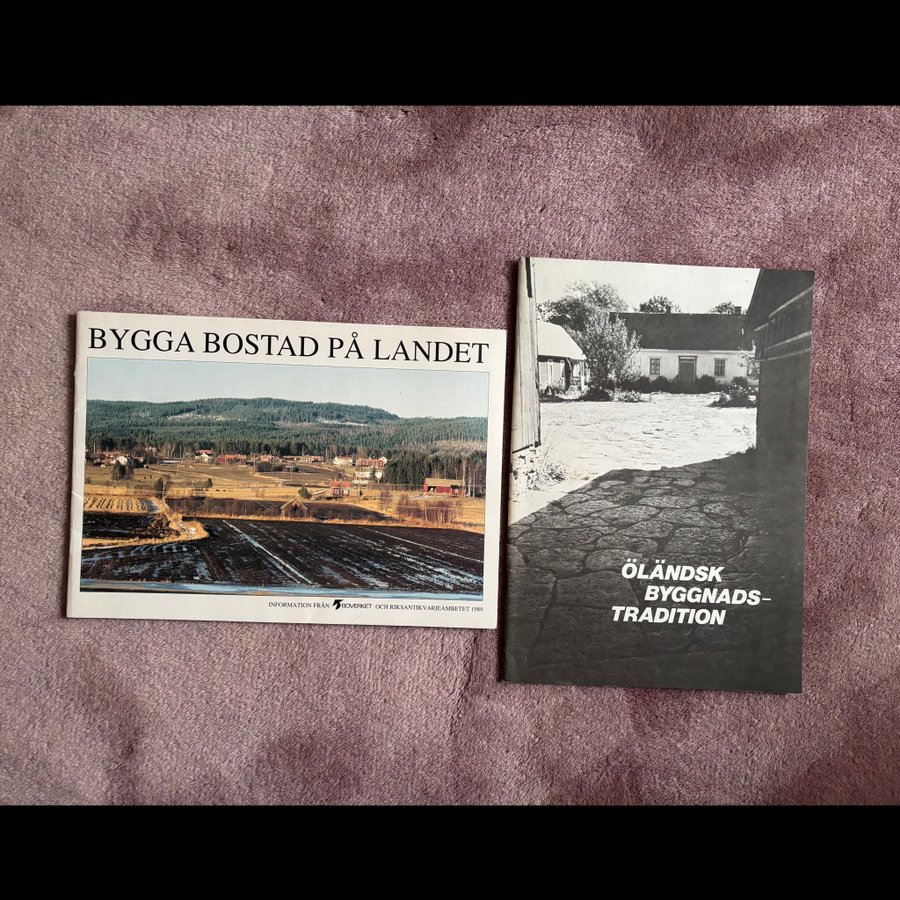 BYGGA BOSTAD PÅ LANDET
INFORMATION FRÅN BOVERKET OCH RIKSANTIKVARIEÄMBETET 1989
ÖLÄNDSK
BYGGNADS-
TRADITION